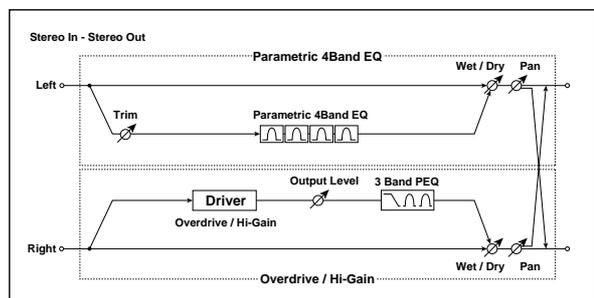 Stereo In - Stereo Out
Parametric 4Band EQ
Wet / Dry
Pan
Left
Trim
Parametric 4Band EQ
Output Level
3 Band PEQ
Driver
Overdrive / Hi-Gain
Right
Wet / Dry
Pan
Overdrive / Hi-Gain